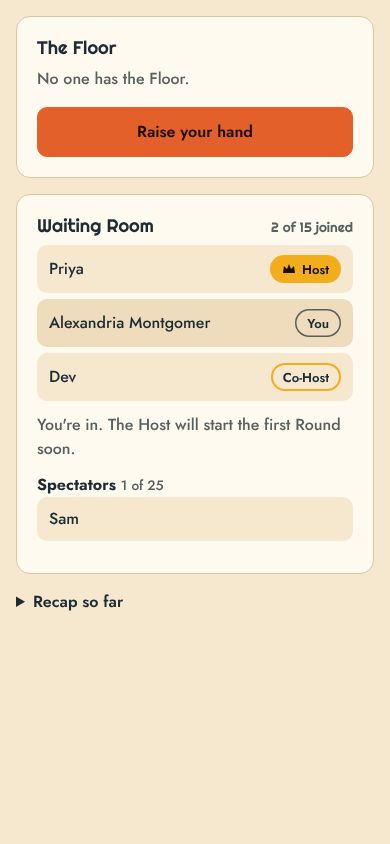 The Floor
No one has the Floor.
Raise your hand
Waiting Room
2 of 15 joined
Priya
Host
Alexandria Montgomer
You
Dev
Co-Host
You're in. The Host will start the first Round
soon.
Spectators 1 of 25
Sam
Recap so far